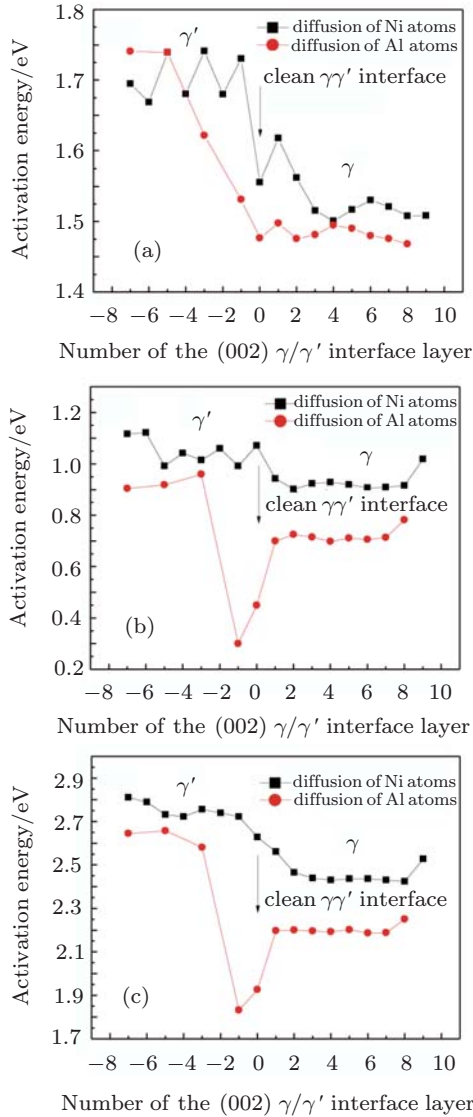 1.8
1.7
1.6
1.5
1.4
Activation energy/eV
γ′
diffusion of Ni atoms
diffusion of Al atoms
clean γγ′ interface
γ
(a)
−8 −6 −4 −2 0 2 4 6 8 10
Number of the (002) γ/γ′ interface layer
1.2
1.0
0.8
0.6
0.4
0.2
Activation energy/eV
γ′
diffusion of Ni atoms
diffusion of Al atoms
γ
clean γγ′ interface
(b)
−8 −6 −4 −2 0 2 4 6 8 10
Number of the (002) γ/γ′ interface layer
2.9
2.7
2.5
2.3
2.1
1.9
1.7
Activation energy/eV
γ′
diffusion of Ni atoms
diffusion of Al atoms
γ
clean γγ′ interface
(c)
−8 −6 −4 −2 0 2 4 6 8 10
Number of the (002) γ/γ′ interface layer